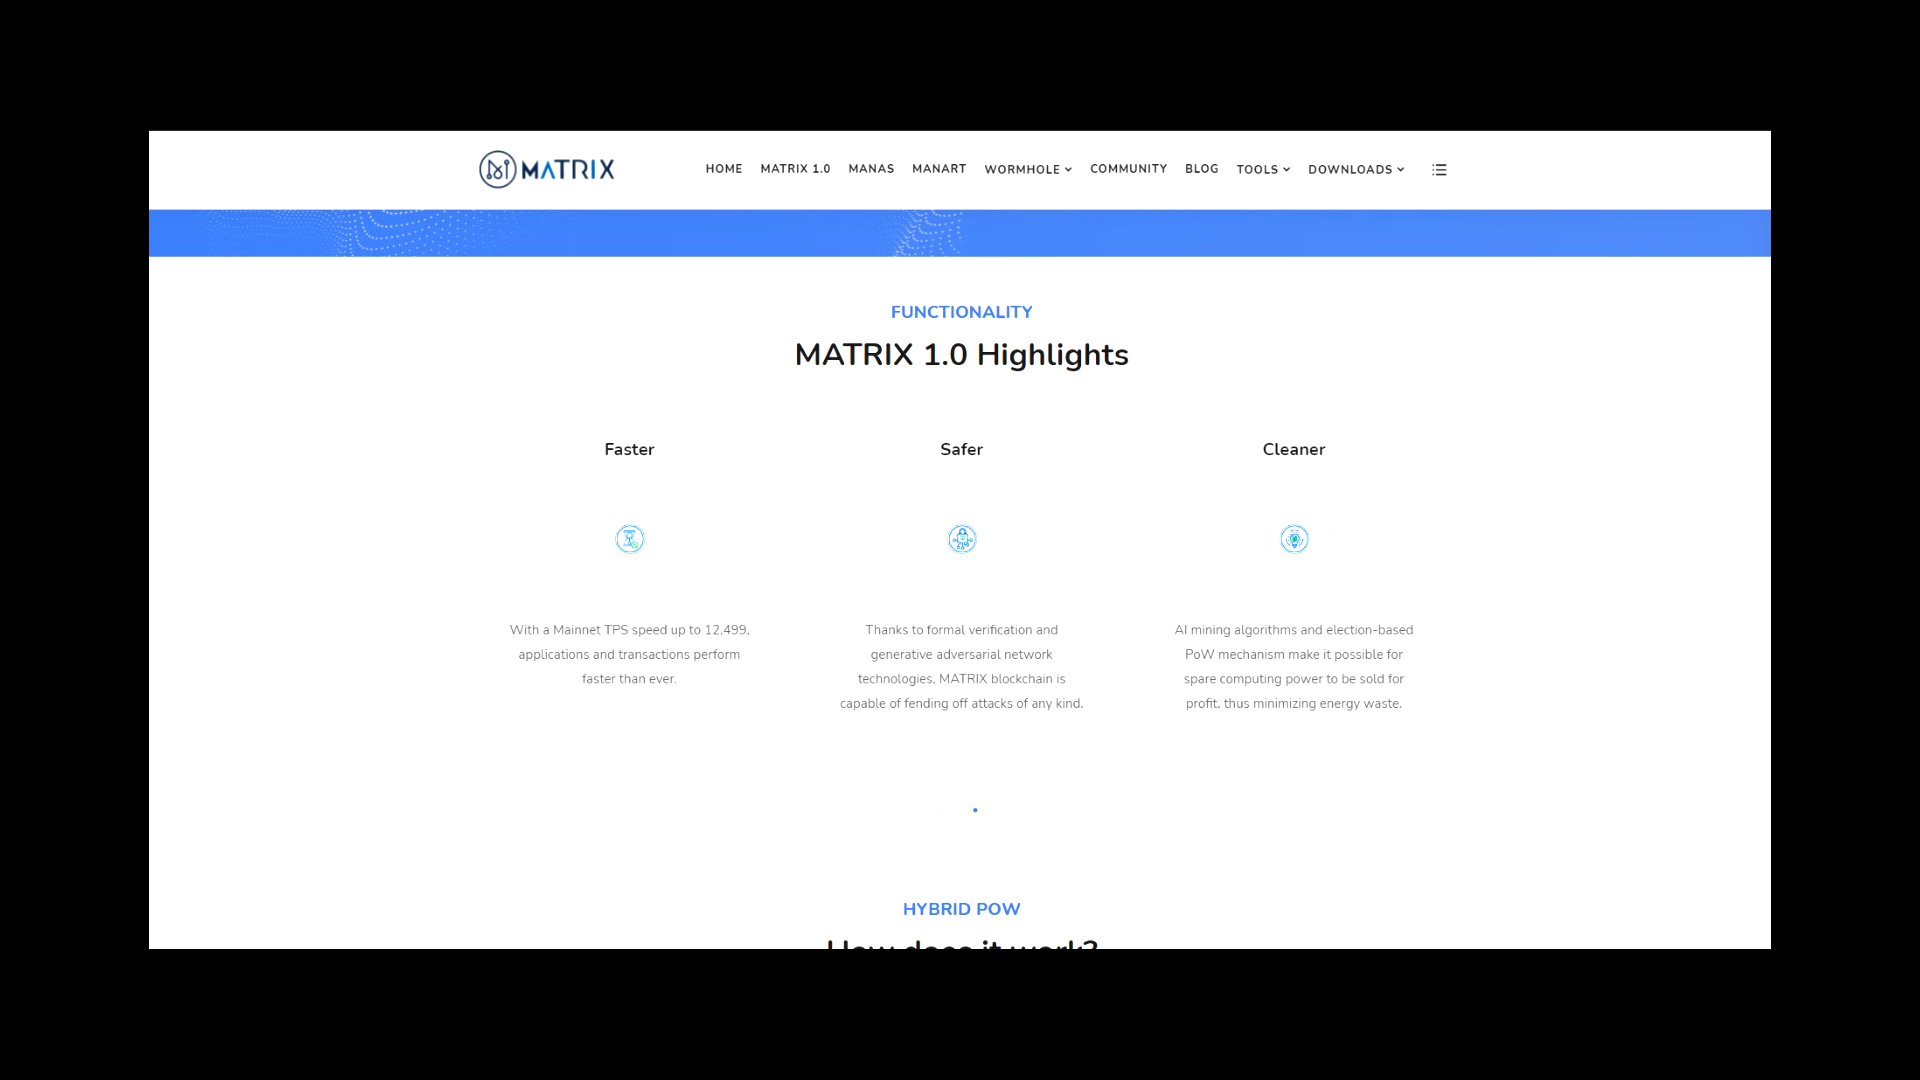 MATRIX
HOME MATRIX 1.0 MANAS MANART WORMHOLE COMMUNITY BLOG TOOLS DOWNLOADS
FUNCTIONALITY
MATRIX 1.0 Highlights
Faster
With a Mainnet TPS speed up to 12,499,
applications and transactions perform
faster than ever.
Safer
Thanks to formal verification and
generative adversarial network
technologies, MATRIX blockchain is
capable of fending off attacks of any kind.
Cleaner
AI mining algorithms and election-based
PoW mechanism make it possible for
spare computing power to be sold for
profit, thus minimizing energy waste.
HYBRID POW
How does it work?